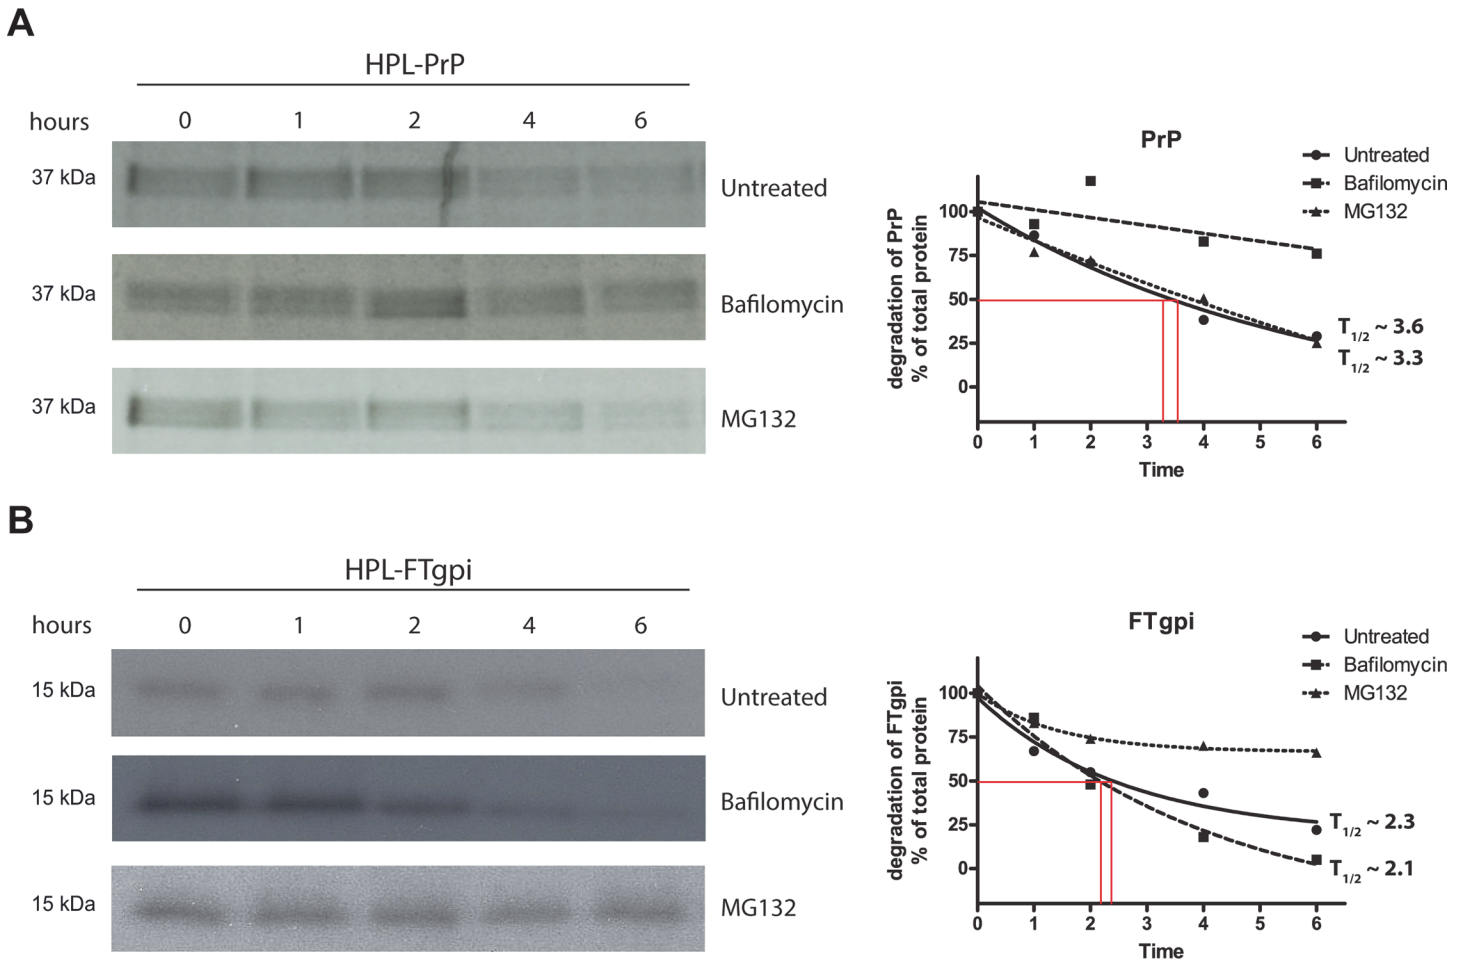 A
HPL-PrP
hours 0 1 2 4 6
37 kDa Untreated
37 kDa Bafilomycin
37 kDa MG132
PrP
Untreated
Bafilomycin
MG132
degradation of PrP
% of total protein
100
75
50
25
0
T1/2 ~ 3.6
T1/2 ~ 3.3
0 1 2 3 4 5 6
Time
B
HPL-FTgpi
hours 0 1 2 4 6
15 kDa Untreated
15 kDa Bafilomycin
15 kDa MG132
FTgpi
Untreated
Bafilomycin
MG132
degradation of FTgpi
% of total protein
100
75
50
25
0
T1/2 ~ 2.3
T1/2 ~ 2.1
0 1 2 3 4 5 6
Time